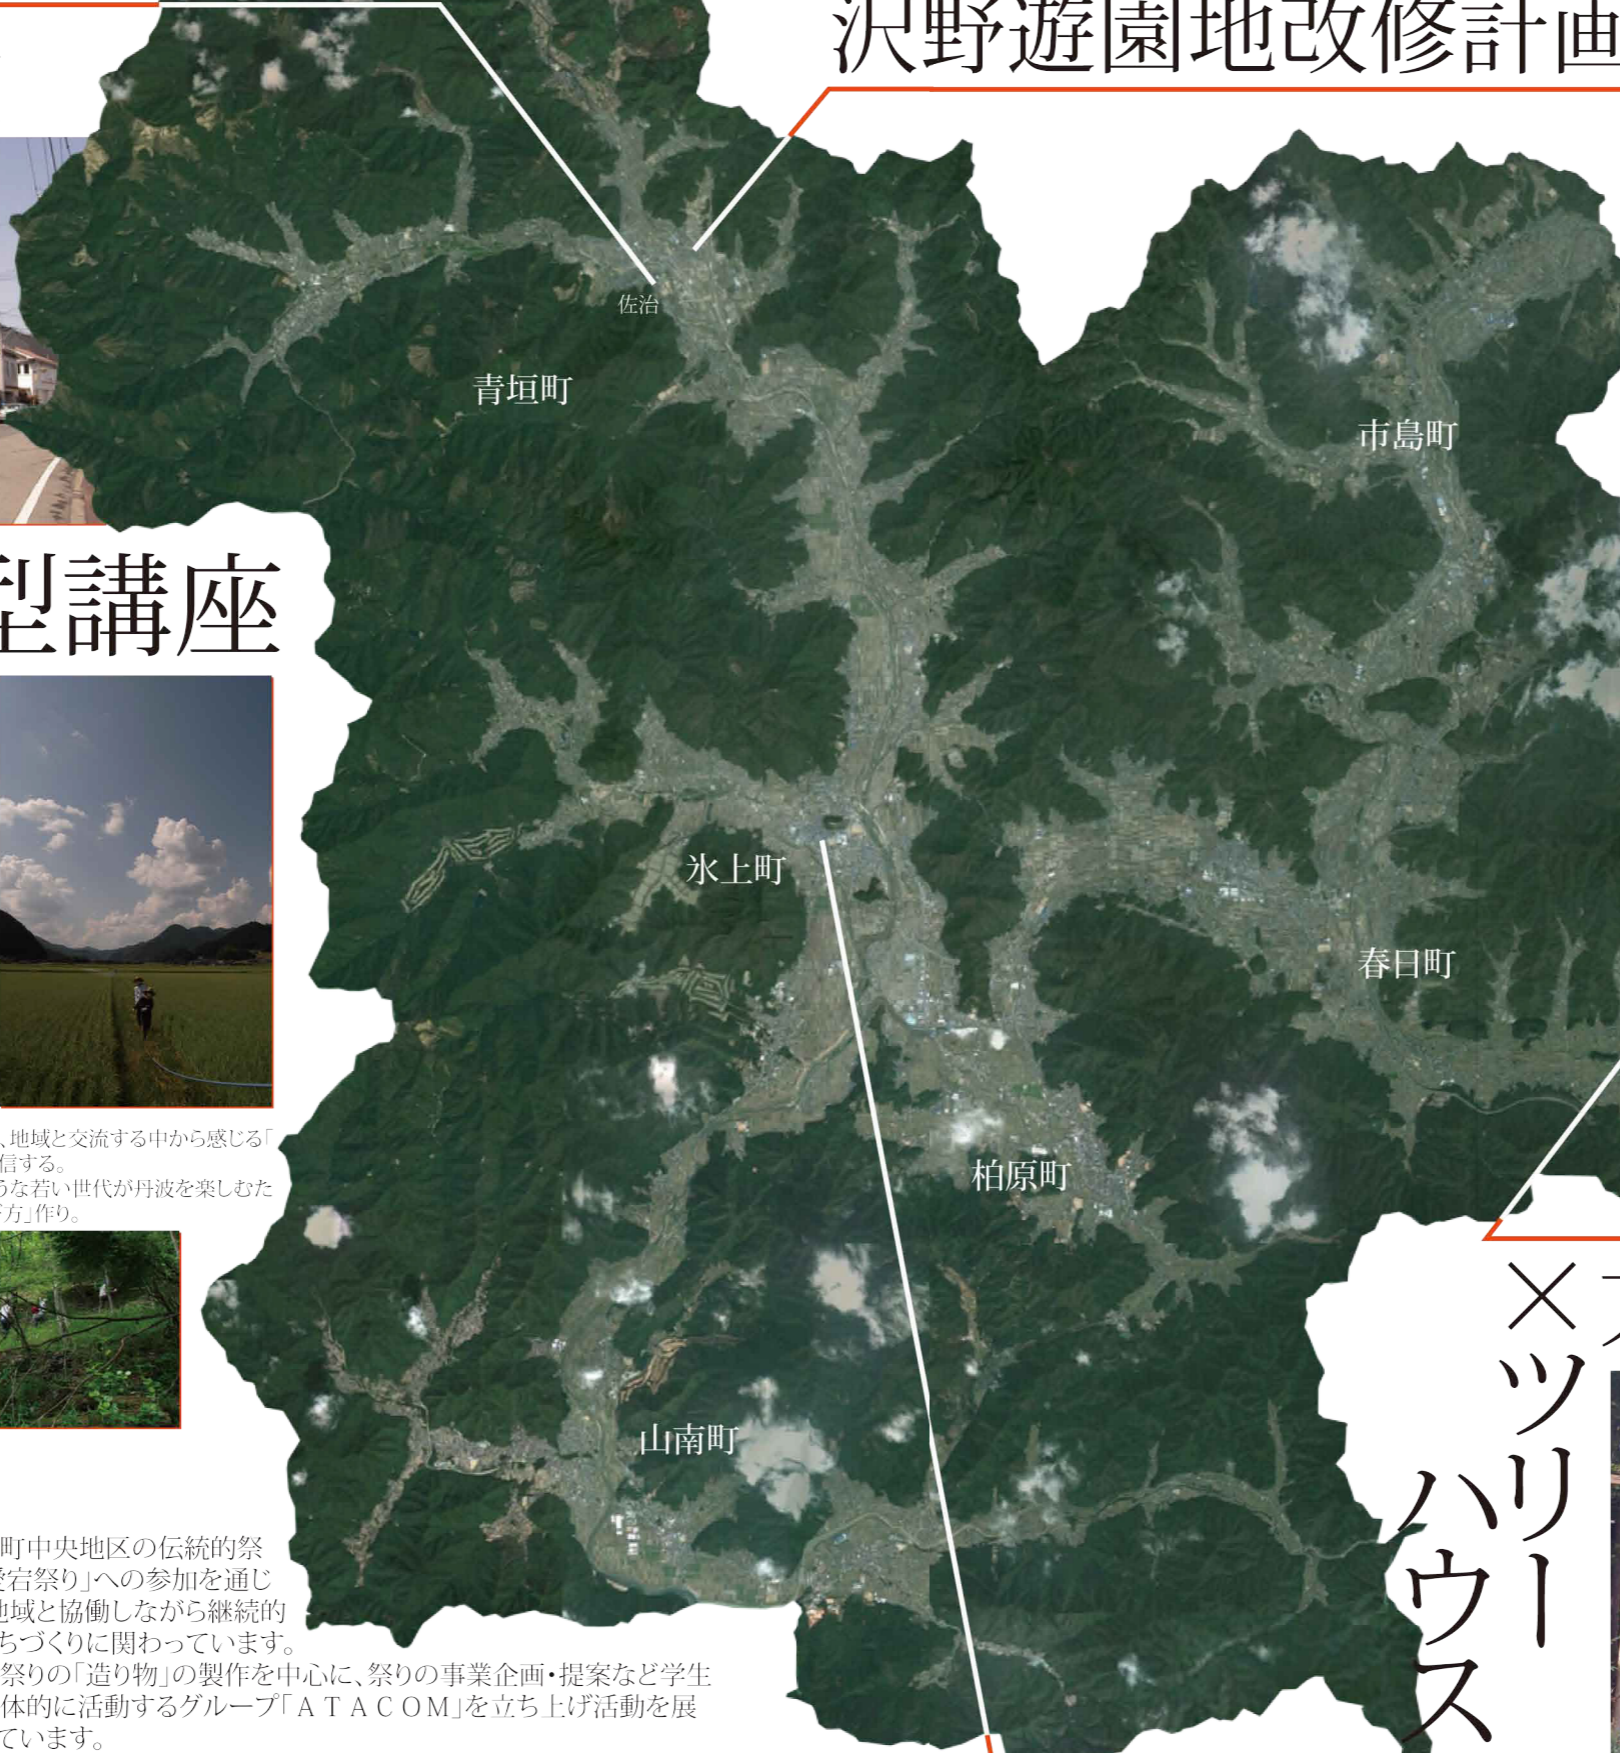 沢野遊園地改修計画
佐治
青垣町
市島町
型講座
氷上町
春日町
、地域と交流する中から感じる「
信する。
うな若い世代が丹波を楽しむた
方」作り。
柏原町
×ツリー
ハウス
山南町
町中央地区の伝統的祭
愛宕祭り」への参加を通じ
地域と協働しながら継続的
ちづくりに関わっています。
祭りの「造り物」の製作を中心に、祭りの事業企画・提案など学生
体的に活動するグループ「ATACOM」を立ち上げ活動を展
ています。